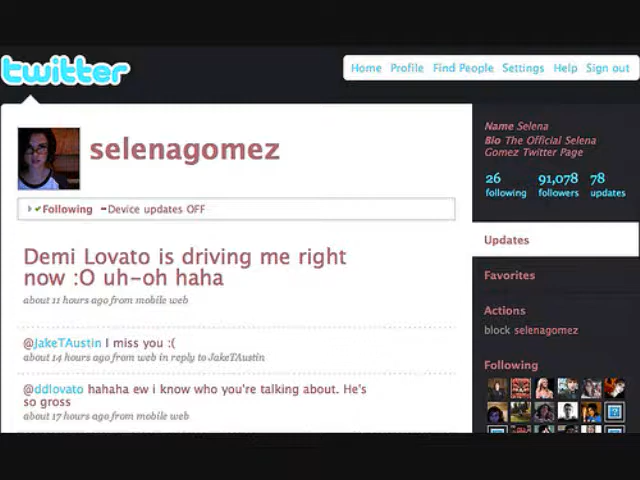 twitter
Home Profile Find People Settings Help Sign out
selenagomez
Following Device updates OFF
Demi Lovato is driving me right
now :O uh-oh haha
about 11 hours ago from mobile web
@JakeTAustin I miss you :(
about 14 hours ago from web in reply to JakeTAustin
@ddlovato hahaha ew i know who you're talking about. He's
so gross
about 17 hours ago from mobile web
Name Selena
Bio The Official Selena
Gomez Twitter Page
26 91,078 78
following followers updates
Updates
Favorites
Actions
block selenagomez
Following